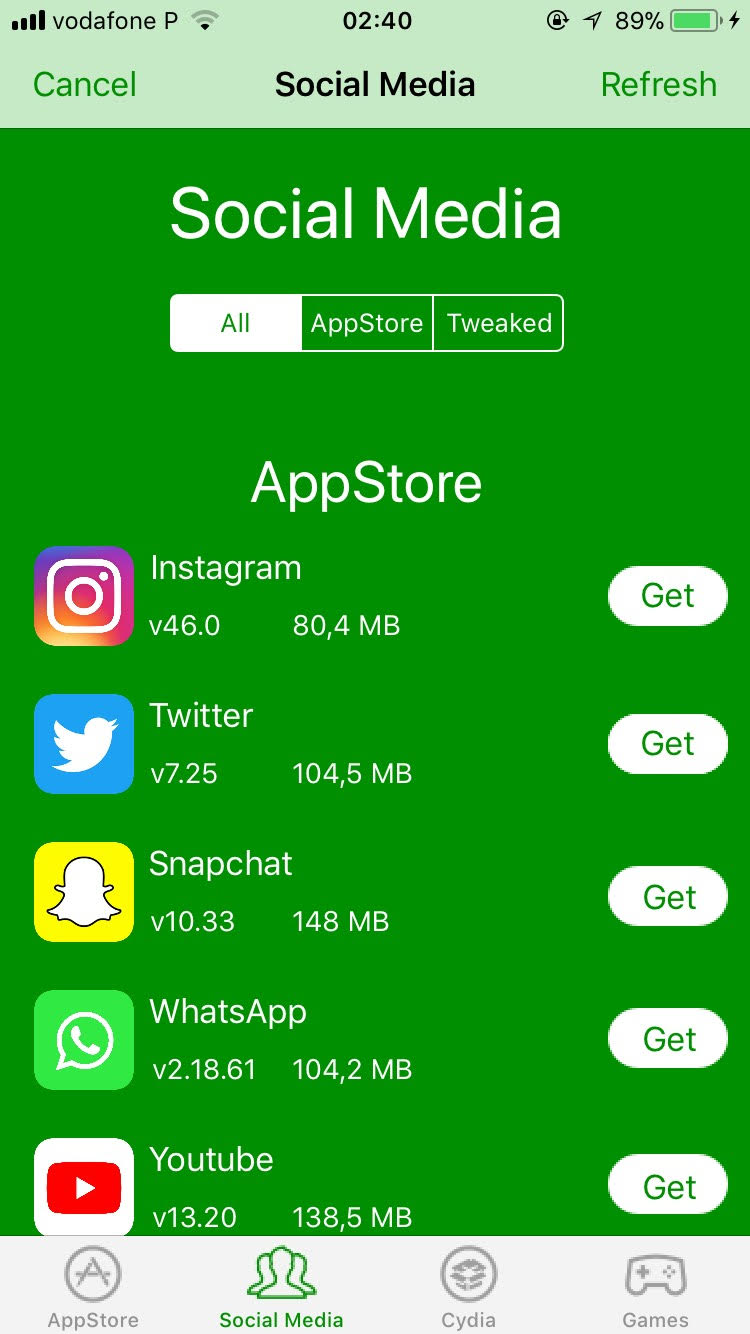 vodafone P 02:40 89%
Cancel Social Media Refresh
Social Media
All AppStore Tweaked
AppStore
Instagram
Get
v46.0 80,4 MB
Twitter
Get
v7.25 104,5 MB
Snapchat
Get
v10.33 148 MB
WhatsApp
Get
v2.18.61 104,2 MB
Youtube
Get
v13.20 138,5 MB
AppStore Social Media Cydia Games